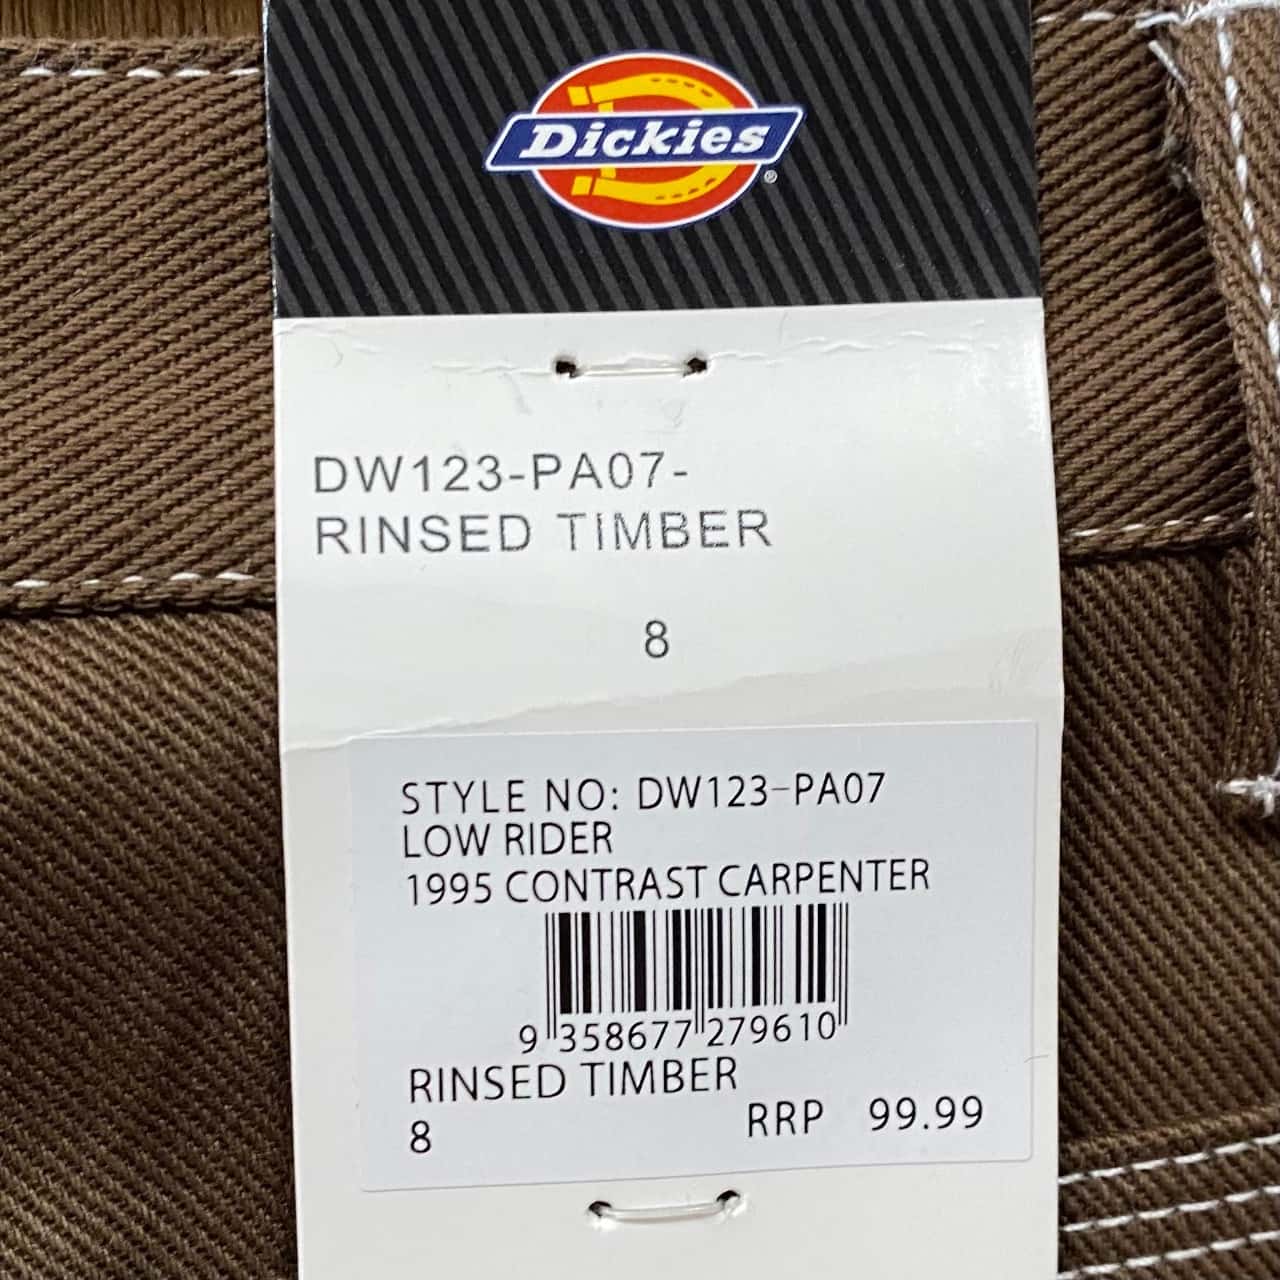 Dickies®
DW123-PA07-
RINSED TIMBER
8
STYLE NO: DW123-PA07
LOW RIDER
1995 CONTRAST CARPENTER
9 358677 279610
RINSED TIMBER
8 RRP 99.99